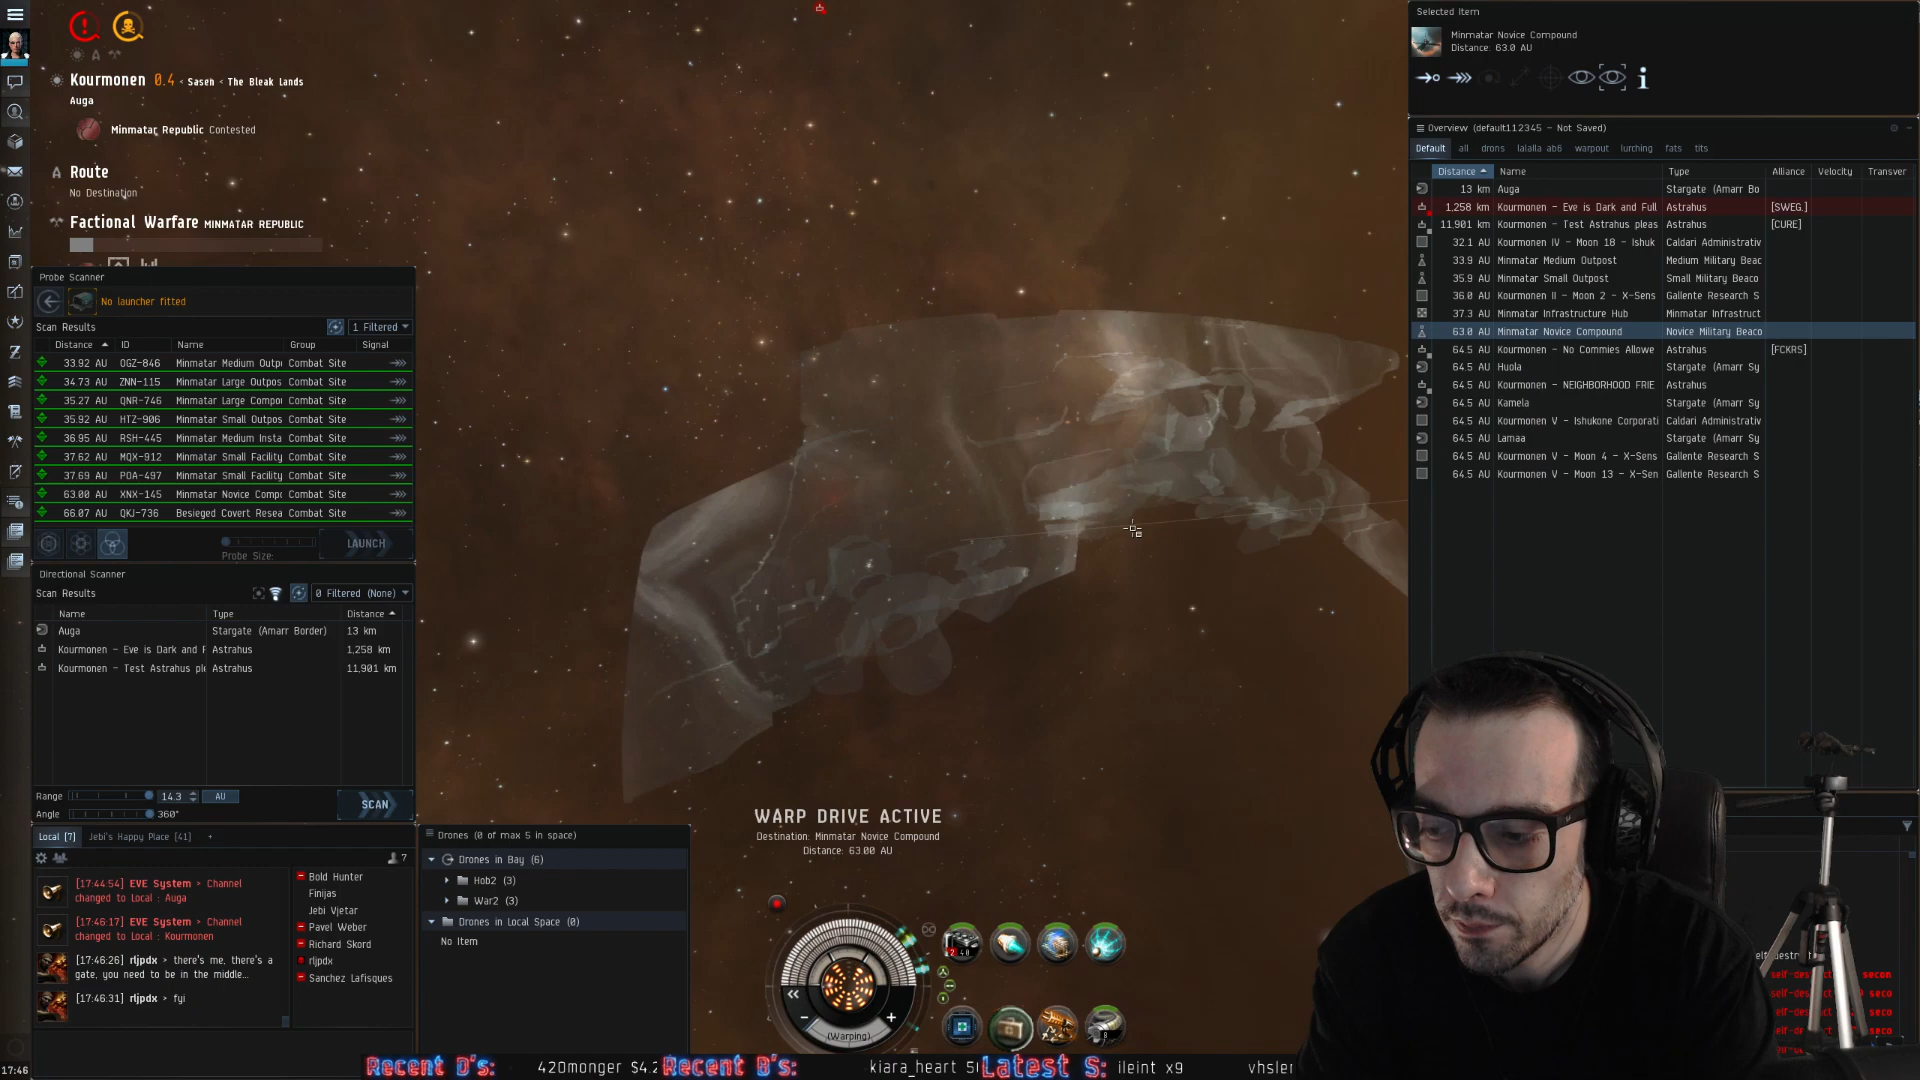 Kourmonen 0.4 < Sasen < The Bleak Lands
Auga
Minmatar Republic Contested
Route
No Destination
Factional Warfare MINMATAR REPUBLIC
Probe Scanner
No launcher fitted
Scan Results
1 Filtered
Distance ID Name Group Signal
33.92 AU OGZ-846 Minmatar Medium Outp Combat Site
34.73 AU ZNN-115 Minmatar Large Outpos Combat Site
35.27 AU QNR-746 Minmatar Large Compo Combat Site
35.92 AU HTZ-906 Minmatar Small Outpos Combat Site
36.95 AU RSH-445 Minmatar Medium Insta Combat Site
37.62 AU MQX-912 Minmatar Small Facility Combat Site
37.69 AU POA-497 Minmatar Small Facility Combat Site
63.00 AU XNX-145 Minmatar Novice Compo Combat Site
66.07 AU QKJ-736 Besieged Covert Resea Combat Site
Probe Size:
LAUNCH
Directional Scanner
Scan Results
0 Filtered (None)
Name Type Distance
Auga Stargate (Amarr Border) 13 km
Kourmonen - Eve is Dark and F Astrahus 1,258 km
Kourmonen - Test Astrahus ple Astrahus 11,901 km
Range 14.3 AU
SCAN
Angle 360°
Local [7] Jebi's Happy Place [41] +
7
[17:44:54] EVE System > Channel
changed to Local : Auga
[17:46:17] EVE System > Channel
changed to Local : Kourmonen
[17:46:26] rljpdx > there's me, there's a
gate, you need to be in the middle...
[17:46:31] rljpdx > fyi
Bold Hunter
Finijas
Jebi Vjetar
Pavel Weber
Richard Skord
rljpdx
Sanchez Lafisques
17:46
Drones (0 of max 5 in space)
Drones in Bay (6)
Hob2 (3)
War2 (3)
Drones in Local Space (0)
No Item
WARP DRIVE ACTIVE
Destination: Minmatar Novice Compound
Distance: 63.00 AU
(Warping)
Recent D's: 420monger $4.2 Recent B's: kiara_heart 5 Latest S: ileint x9 vhsler
Selected Item
Minmatar Novice Compound
Distance: 63.0 AU
Overview (default112345 - Not Saved)
Default all drones lalalla ab6 warpout lurching fats tits
Distance Name Type Alliance Velocity Transver
13 km Auga Stargate (Amarr Bo
1,258 km Kourmonen - Eve is Dark and Full Astrahus [SWEG.]
11,901 km Kourmonen - Test Astrahus pleas Astrahus [CURE]
32.1 AU Kourmonen IV - Moon 18 - Ishuk Caldari Administrativ
33.9 AU Minmatar Medium Outpost Medium Military Beac
35.9 AU Minmatar Small Outpost Small Military Beaco
36.0 AU Kourmonen II - Moon 2 - X-Sens Gallente Research S
37.3 AU Minmatar Infrastructure Hub Minmatar Infrastruct
63.0 AU Minmatar Novice Compound Novice Military Beaco
64.5 AU Kourmonen - No Commies Allowe Astrahus [FCKRS]
64.5 AU Huola Stargate (Amarr Sy
64.5 AU Kourmonen - NEIGHBORHOOD FRIE Astrahus
64.5 AU Kamela Stargate (Amarr Sy
64.5 AU Kourmonen V - Ishukone Corporati Caldari Administrativ
64.5 AU Lamaa Stargate (Amarr Sy
64.5 AU Kourmonen V - Moon 4 - X-Sens Gallente Research S
64.5 AU Kourmonen V - Moon 13 - X-Sen Gallente Research S
self-des secon
self-des seco
self-des seco